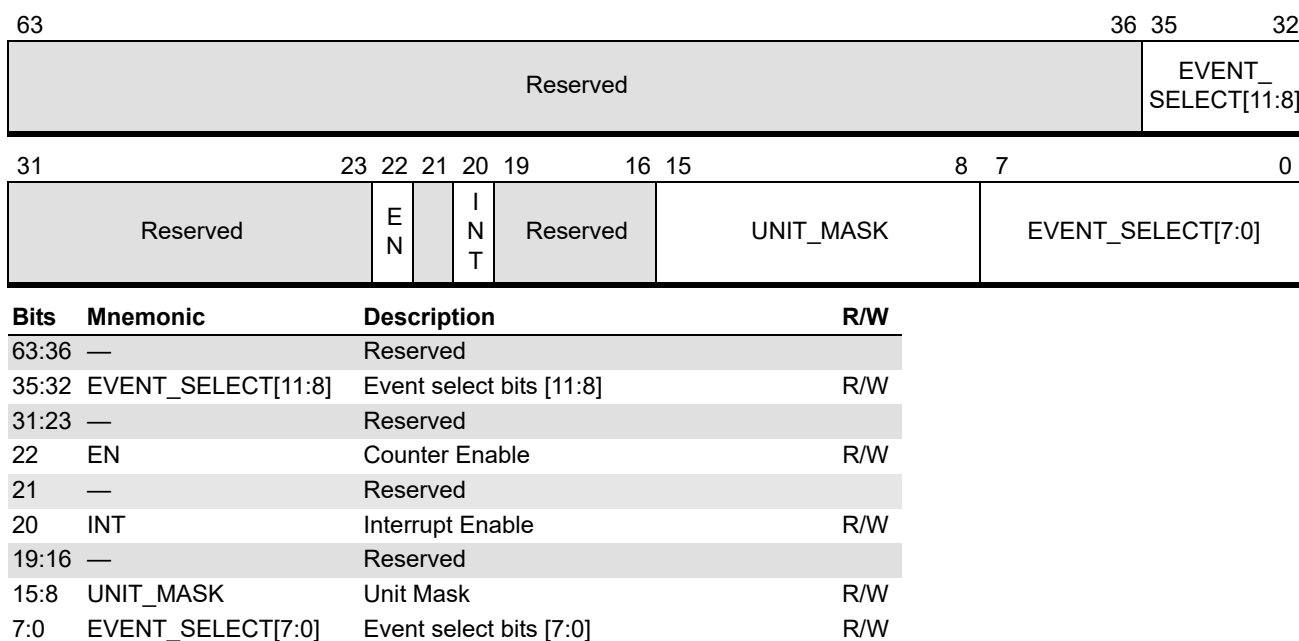 63 36 35 32
Reserved EVENT_
SELECT[11:8]
31 23 22 21 20 19 16 15 8 7 0
Reserved E
N I
N
T Reserved UNIT_MASK EVENT_SELECT[7:0]
Bits Mnemonic Description R/W
63:36 — Reserved
35:32 EVENT_SELECT[11:8] Event select bits [11:8] R/W
31:23 — Reserved
22 EN Counter Enable R/W
21 — Reserved
20 INT Interrupt Enable R/W
19:16 — Reserved
15:8 UNIT_MASK Unit Mask R/W
7:0 EVENT_SELECT[7:0] Event select bits [7:0] R/W